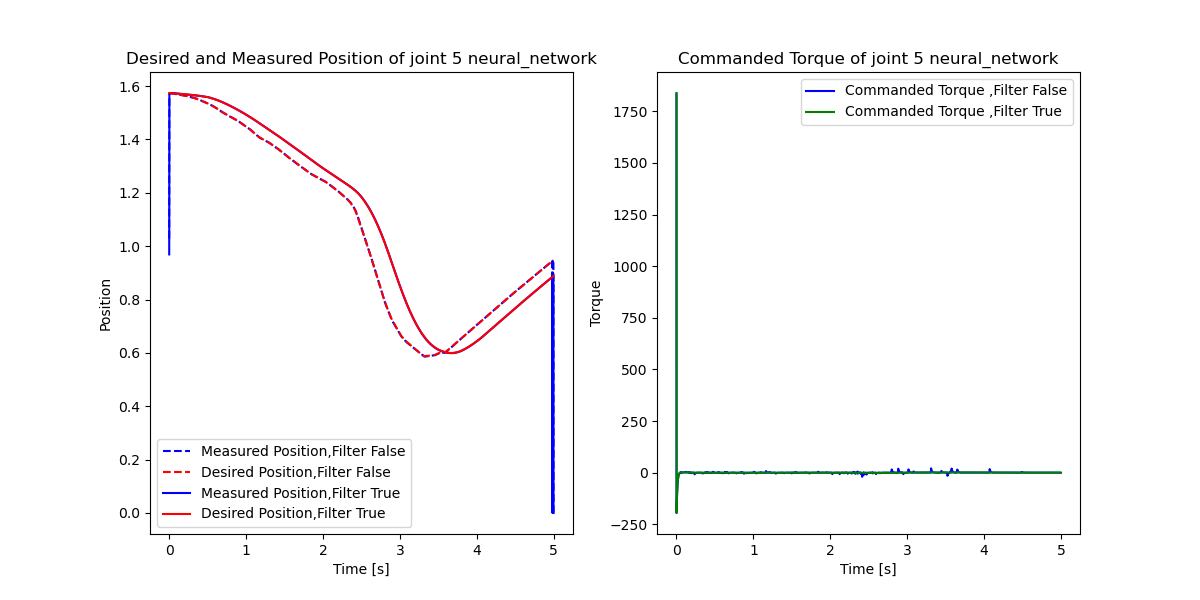 Desired and Measured Position of joint 5 neural_network
1.6
1.4
1.2
1.0
0.8
0.6
0.4
0.2
0.0
Position
Measured Position,Filter False
Desired Position,Filter False
Measured Position,Filter True
Desired Position,Filter True
0 1 2 3 4 5
Time [s]
Commanded Torque of joint 5 neural_network
Commanded Torque ,Filter False
Commanded Torque ,Filter True
1750
1500
1250
1000
750
500
250
0
−250
Torque
0 1 2 3 4 5
Time [s]